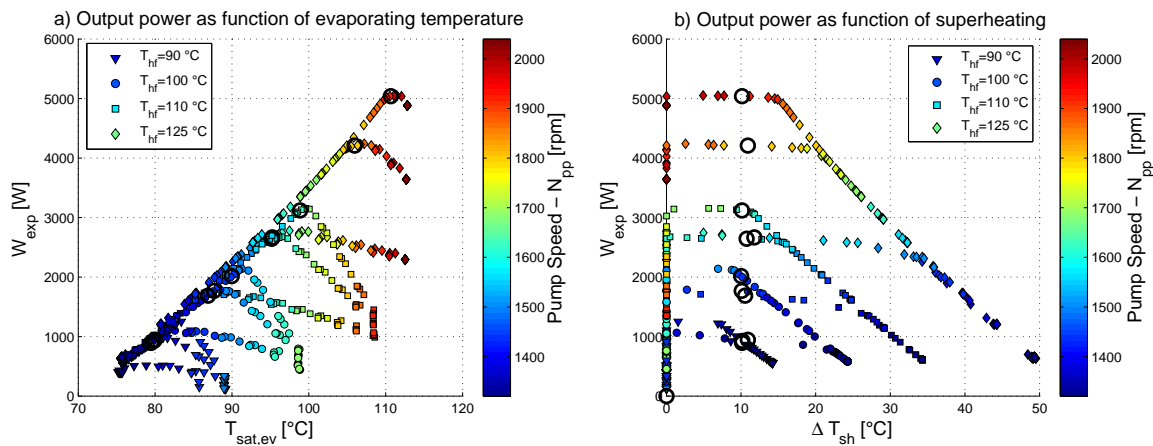 a) Output power as function of evaporating temperature
6000
5000
4000
3000
2000
1000
0
W_exp [W]
70
80
90
100
110
120
T_sat,ev [°C]
T_hf=90 °C
T_hf=100 °C
T_hf=110 °C
T_hf=125 °C
2000
1900
1800
1700
1600
1500
1400
Pump Speed − N_pp [rpm]
b) Output power as function of superheating
6000
5000
4000
3000
2000
1000
0
W_exp [W]
0
10
20
30
40
50
Δ T_sh [°C]
T_hf=90 °C
T_hf=100 °C
T_hf=110 °C
T_hf=125 °C
2000
1900
1800
1700
1600
1500
1400
Pump Speed − N_pp [rpm]